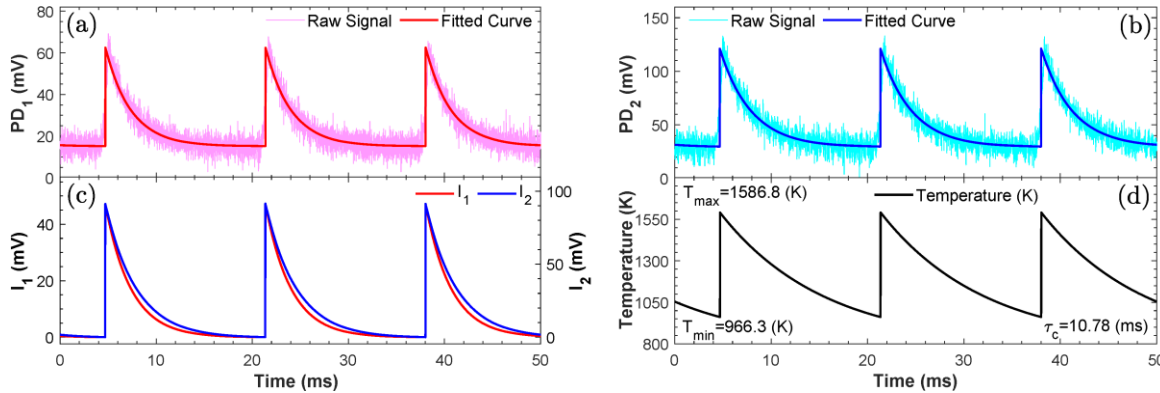 (a)
Raw Signal
Fitted Curve
PD1 (mV)
80
60
40
20
0
(b)
Raw Signal
Fitted Curve
PD2 (mV)
150
100
50
0
(c)
I1
I2
I1 (mV)
40
20
0
I2 (mV)
100
50
0
0 10 20 30 40 50
Time (ms)
Tmax=1586.8 (K)
Temperature (K)
(d)
Temperature (K)
1550
1300
1050
800
Tmin=966.3 (K)
τc=10.78 (ms)
0 10 20 30 40 50
Time (ms)